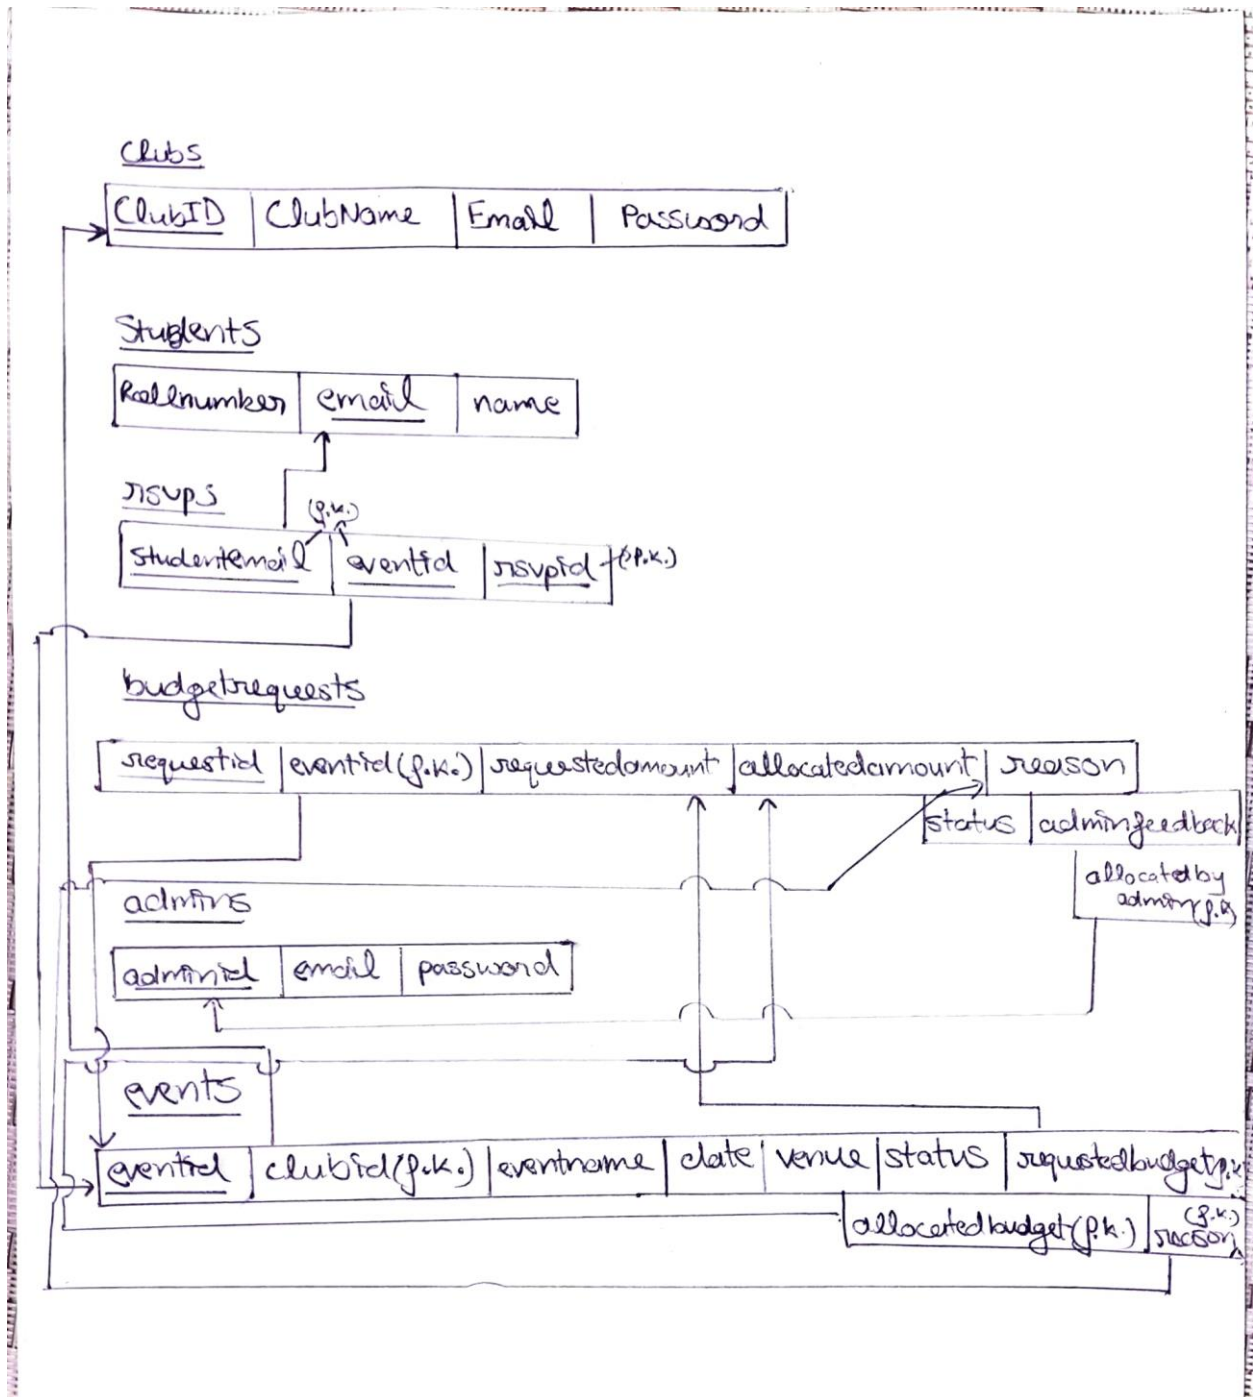 Clubs
ClubID ClubName Email Password
Students
Rollnumber email name
rsvps
(f.k.)
studentemail eventid rsvpid (p.k.)
budgetrequests
requestid eventid(f.k.) requestedamount allocatedamount reason
status adminfeedback
allocatedby
admin(f.k)
admins
adminid email password
events
eventid clubid(f.k.) eventname date venue status requestedbudget(f.k
allocatedbudget(f.k.) (f.k.)
reason